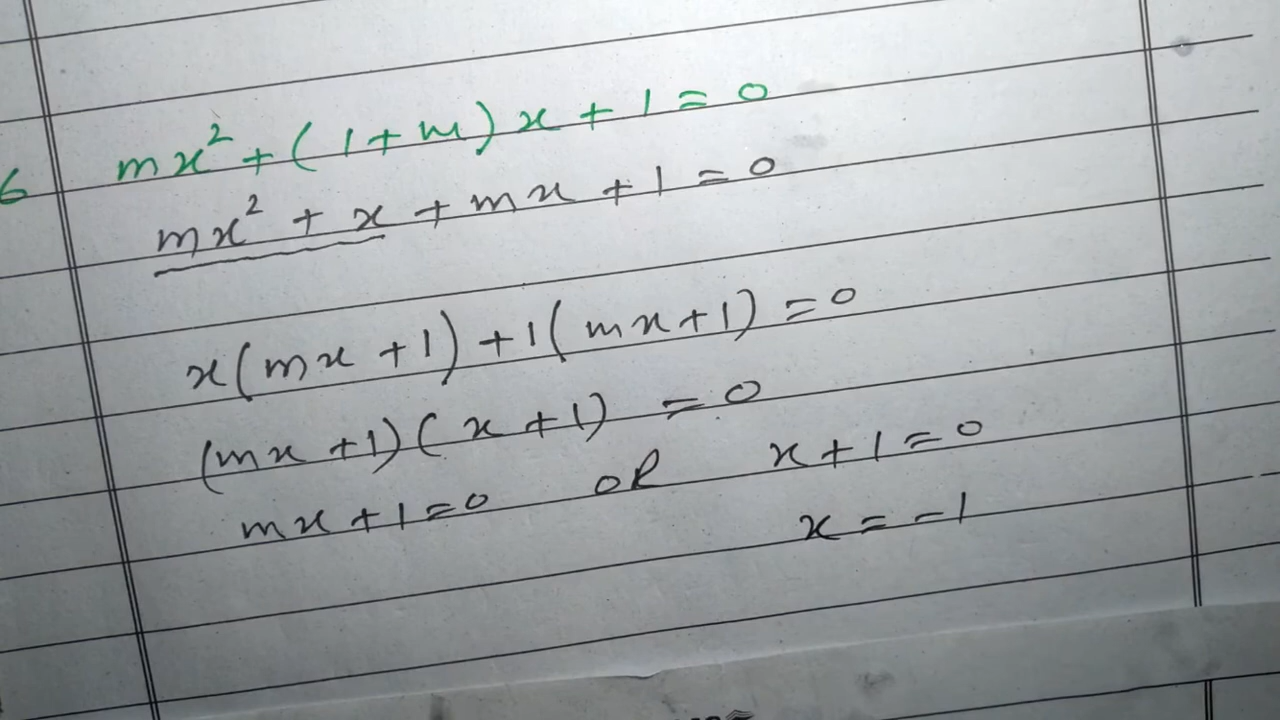 6 mx² + (1 + m) x + 1 = 0
mx² + x + mx + 1 = 0
x(mx + 1) + 1(mx + 1) = 0
(mx + 1)(x + 1) = 0
mx + 1 = 0 OR x + 1 = 0
x = -1